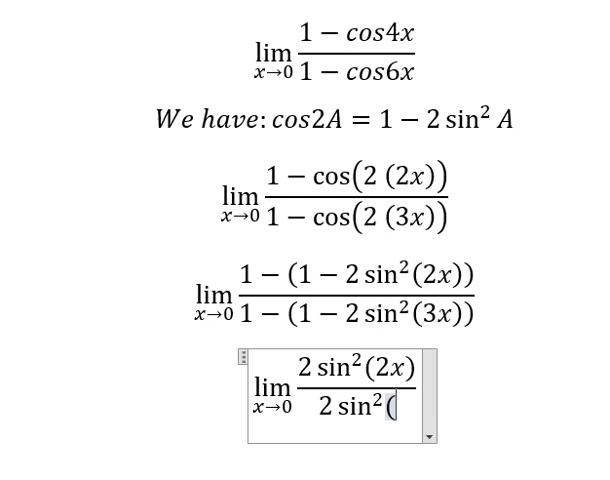 lim x→0 (1 − cos4x)/(1 − cos6x)
We have: cos2A = 1 − 2 sin² A
lim x→0 (1 − cos(2 (2x)))/(1 − cos(2 (3x)))
lim x→0 (1 − (1 − 2 sin²(2x)))/(1 − (1 − 2 sin²(3x)))
lim x→0 (2 sin²(2x))/(2 sin²(